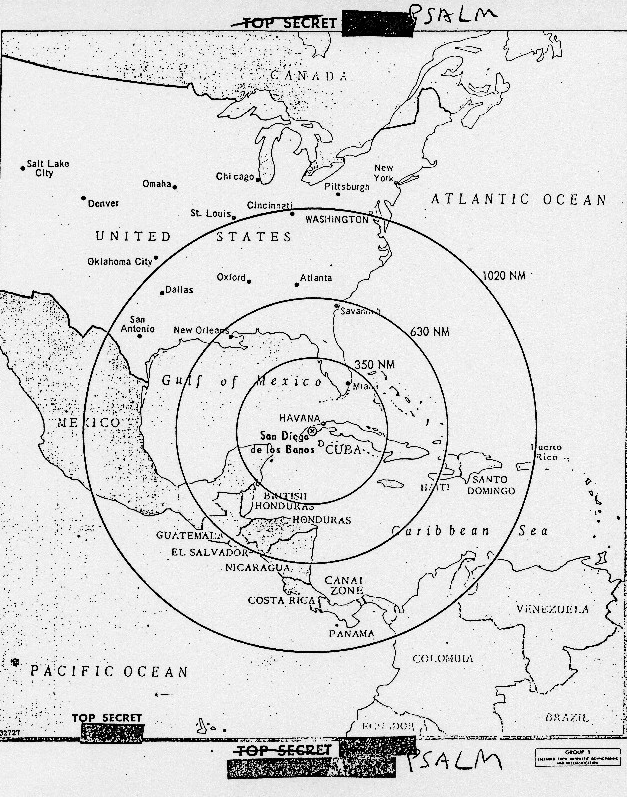 TOP SECRET
PSALM
CANADA
Salt Lake
City
Denver
Omaha
Chicago
New
York
Pittsburgh
ATLANTIC OCEAN
St. Louis
Cincinnati
WASHINGTON
UNITED STATES
Oklahoma City
Dallas
Oxford
Atlanta
1020 NM
San
Antonio
New Orleans
Savannah
630 NM
350 NM
Gulf of Mexico
Miami
MEXICO
HAVANA
San Diego
de los Banos
CUBA
Puerto
Rico
HAITI
SANTO
DOMINGO
BRITISH
HONDURAS
HONDURAS
GUATEMALA
EL SALVADOR
NICARAGUA
Caribbean Sea
CANAL
ZONE
COSTA RICA
PANAMA
VENEZUELA
COLOMBIA
PACIFIC OCEAN
ECUADOR
BRAZIL
TOP SECRET
32727
TOP SECRET
PSALM
GROUP 1